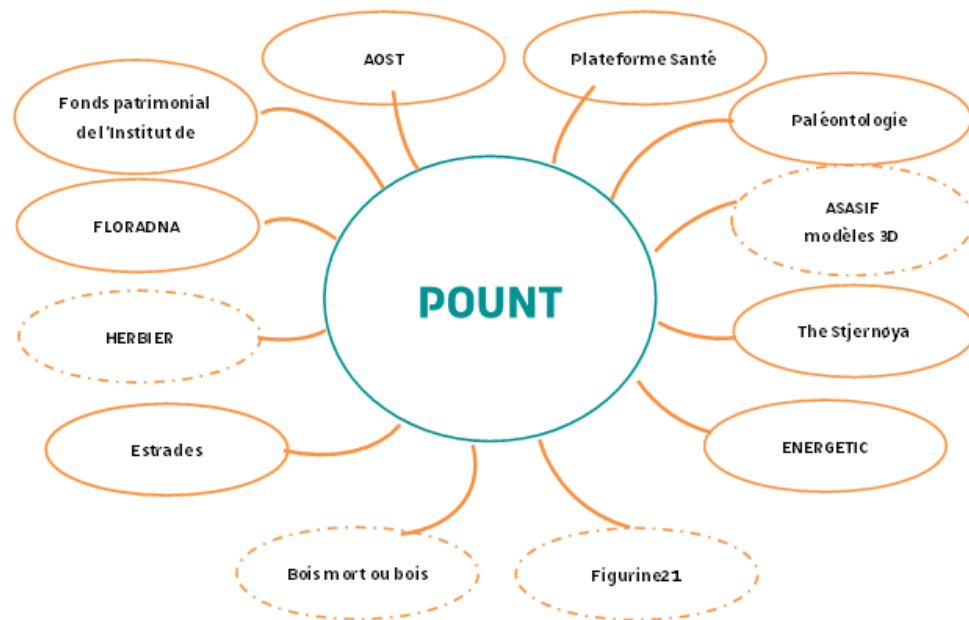 AOST
Plateforme Santé
Fonds patrimonial
de l'Institut de
Paléontologie
FLORADNA
ASASIF
modèles 3D
POUNT
HERBIER
The Stjernøya
Estrades
ENERGETIC
Bois mort ou bois
Figurine21